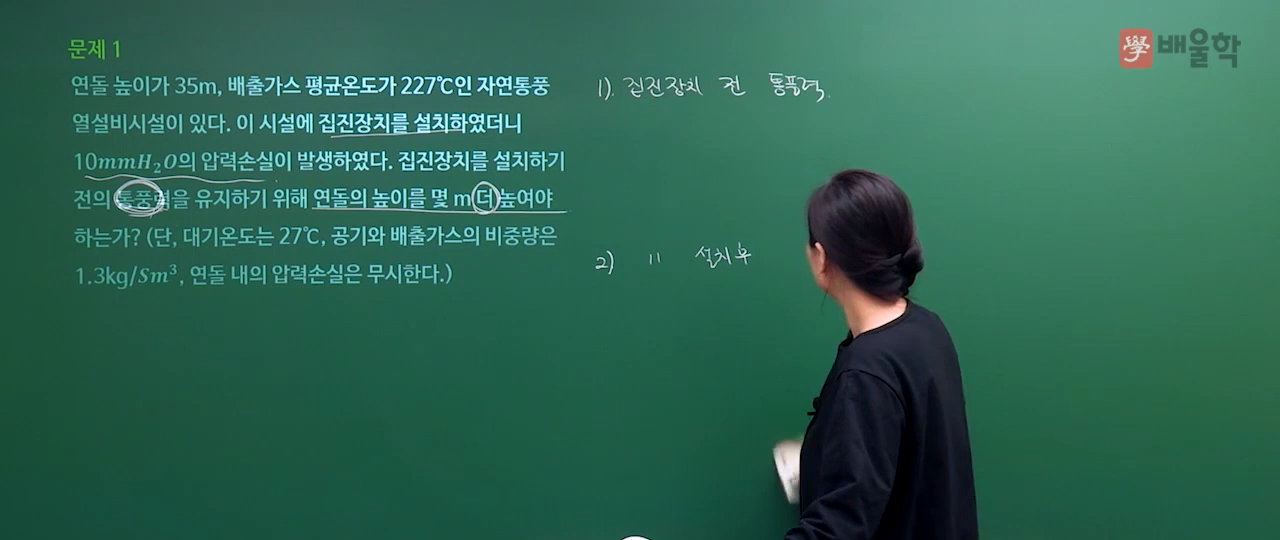 문제 1
연돌 높이가 35m, 배출가스 평균온도가 227℃인 자연통풍
열설비시설이 있다. 이 시설에 집진장치를 설치하였더니
10mmH₂O의 압력손실이 발생하였다. 집진장치를 설치하기
전의 통풍력을 유지하기 위해 연돌의 높이를 몇 m 더 높여야
하는가? (단, 대기온도는 27℃, 공기와 배출가스의 비중량은
1.3kg/Sm³, 연돌 내의 압력손실은 무시한다.)
1). 집진장치 전 통풍력.
2) 〃 설치후
學 배울학